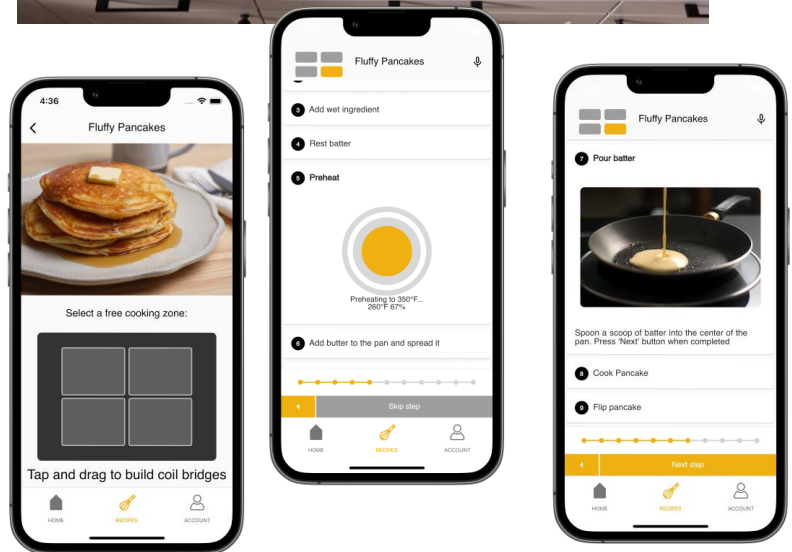 4:36
Fluffy Pancakes
Select a free cooking zone:
Tap and drag to build coil bridges
HOME
RECIPES
ACCOUNT
Fluffy Pancakes
3 Add wet ingredient
4 Rest batter
5 Preheat
Preheating to 350°F...
260°F 67%
6 Add butter to the pan and spread it
Skip step
HOME
RECIPES
ACCOUNT
Fluffy Pancakes
7 Pour batter
Spoon a scoop of batter into the center of the
pan. Press 'Next' button when completed
8 Cook Pancake
9 Flip pancake
Next step
HOME
RECIPES
ACCOUNT